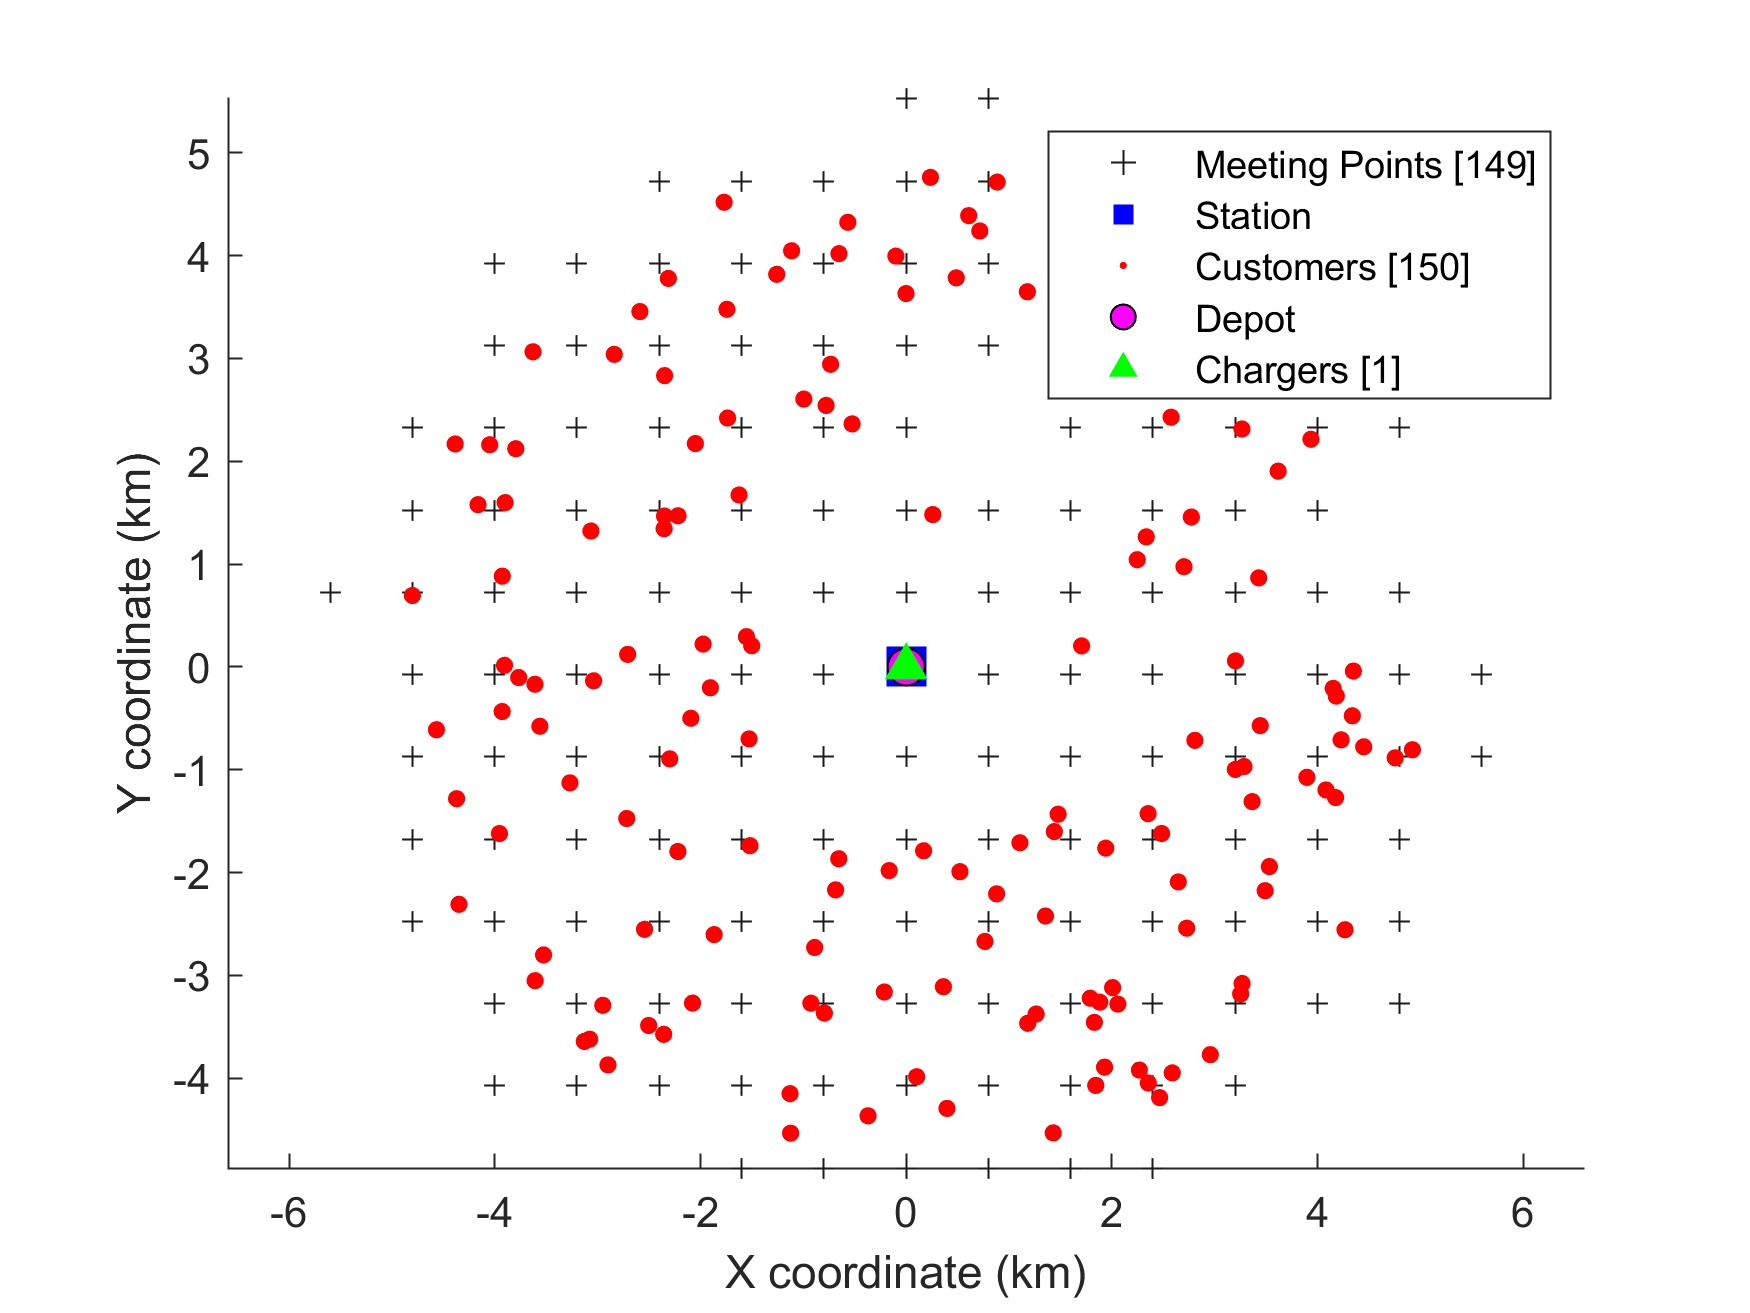 Meeting Points [149]
Station
Customers [150]
Depot
Chargers [1]
5
4
3
2
1
0
-1
-2
-3
-4
Y coordinate (km)
-6 -4 -2 0 2 4 6
X coordinate (km)